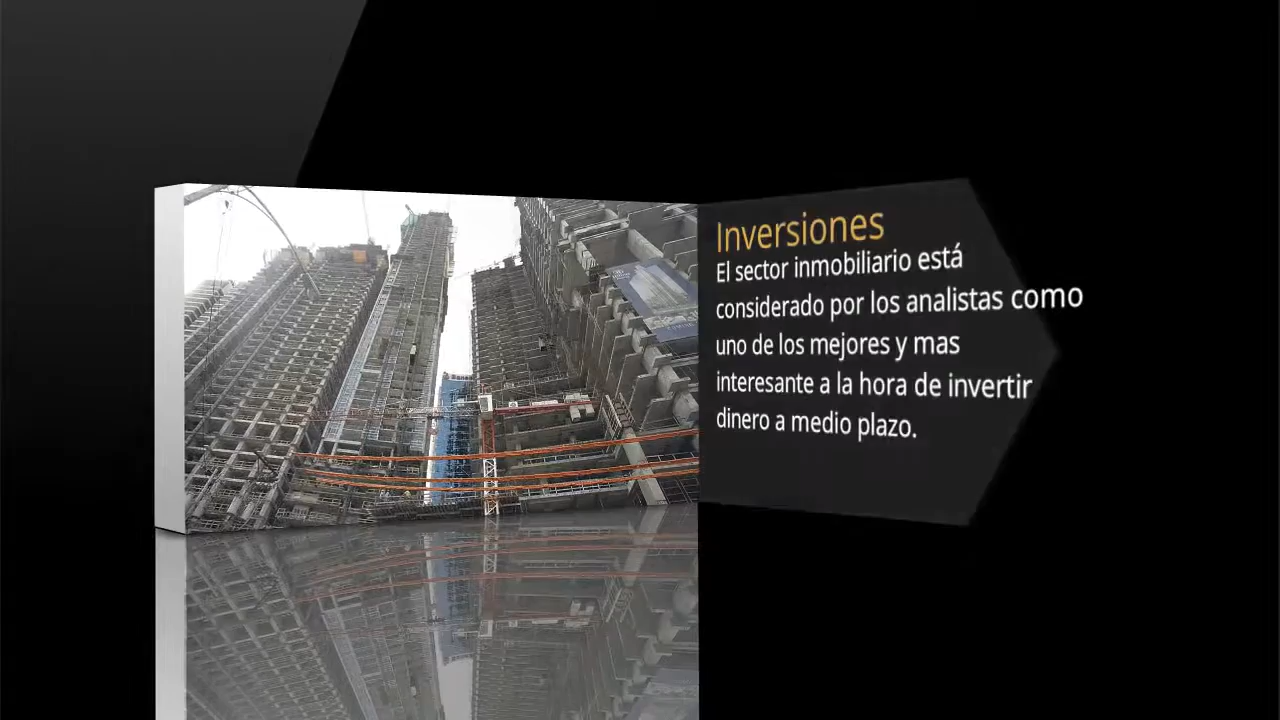 Inversiones
El sector inmobiliario está
considerado por los analistas como
uno de los mejores y mas
interesante a la hora de invertir
dinero a medio plazo.